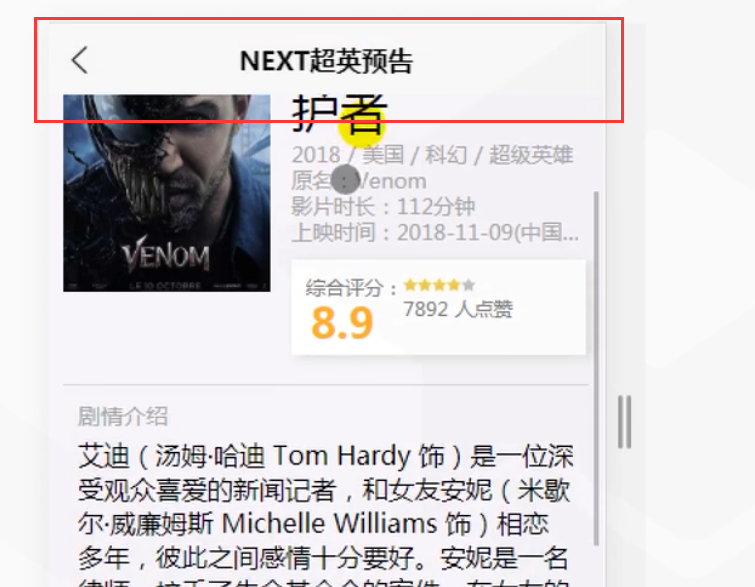 NEXT超英预告
护者
2018 / 美国 / 科幻 / 超级英雄
原名：Venom
影片时长：112分钟
上映时间：2018-11-09(中国...
VENOM
LE 10 OCTOBRE
综合评分：
8.9
7892 人点赞
剧情介绍
艾迪（汤姆·哈迪 Tom Hardy 饰）是一位深
受观众喜爱的新闻记者，和女友安妮（米歇
尔·威廉姆斯 Michelle Williams 饰）相恋
多年，彼此之间感情十分要好。安妮是一名